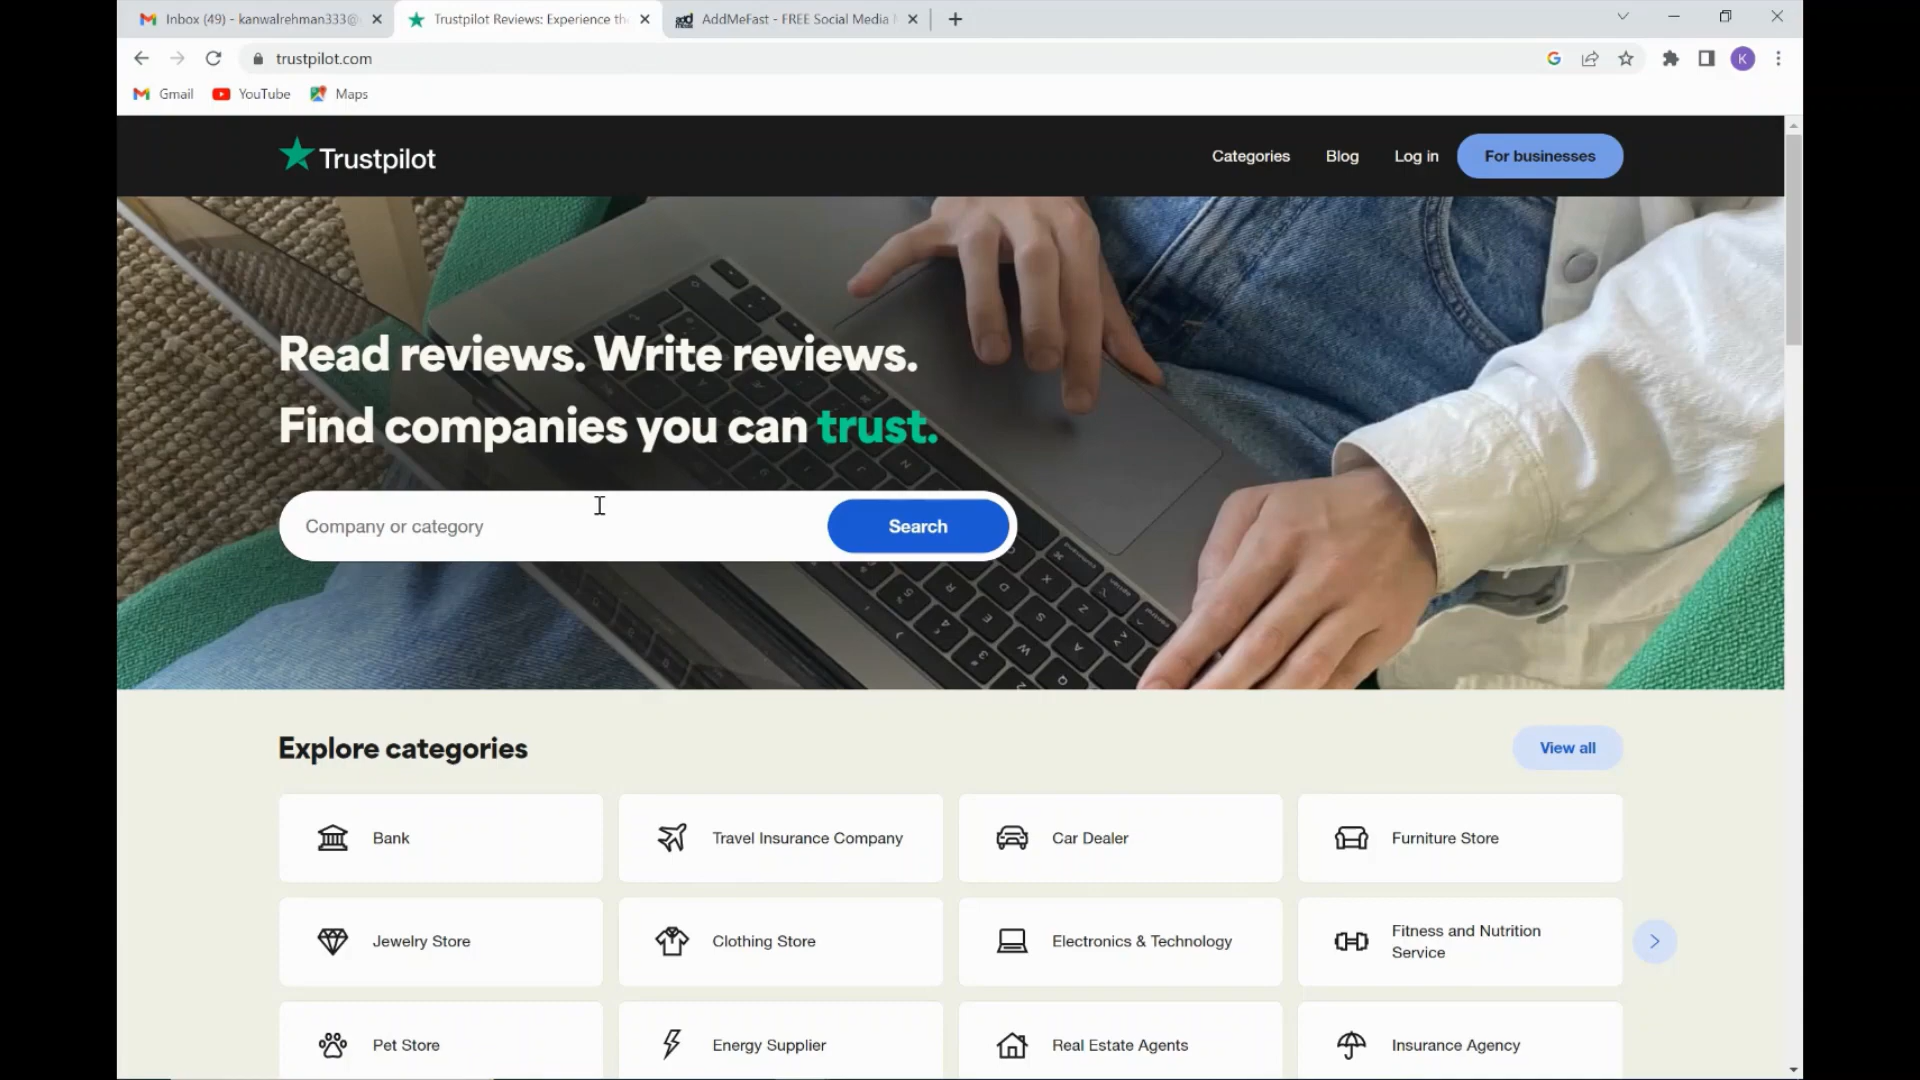 Inbox (49) - kanwalrehman333@
Trustpilot Reviews: Experience the
AddMeFast - FREE Social Media
trustpilot.com
K
Gmail
YouTube
Maps
Trustpilot
Categories
Blog
Log in
For businesses
Read reviews. Write reviews.
Find companies you can trust.
Company or category
Search
Explore categories
View all
Bank
Travel Insurance Company
Car Dealer
Furniture Store
Jewelry Store
Clothing Store
Electronics & Technology
Fitness and Nutrition
Service
Pet Store
Energy Supplier
Real Estate Agents
Insurance Agency